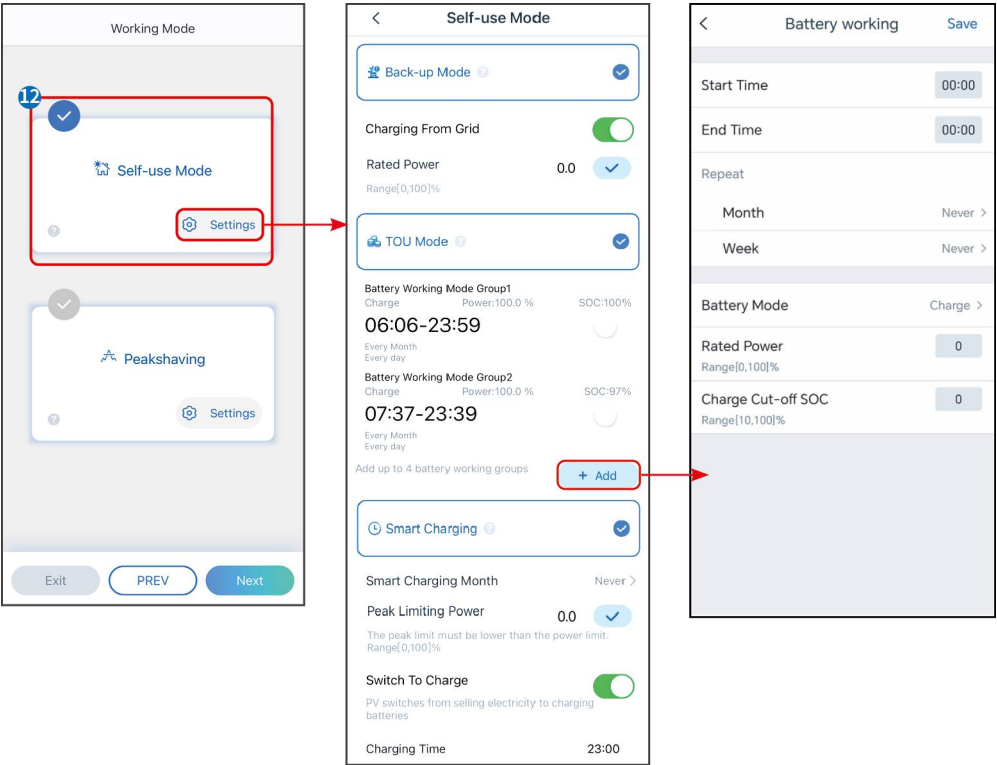 Working Mode
12
Self-use Mode
Settings
Peakshaving
Settings
Exit
PREV
Next
Self-use Mode
Back-up Mode
Charging From Grid
Rated Power 0.0
Range[0,100]%
TOU Mode
Battery Working Mode Group1
Charge Power:100.0 % SOC:100%
06:06-23:59
Every Month
Every day
Battery Working Mode Group2
Charge Power:100.0 % SOC:97%
07:37-23:39
Every Month
Every day
Add up to 4 battery working groups
+ Add
Smart Charging
Smart Charging Month Never >
Peak Limiting Power 0.0
The peak limit must be lower than the power limit.
Range[0,100]%
Switch To Charge
PV switches from selling electricity to charging
batteries
Charging Time 23:00
Battery working Save
Start Time 00:00
End Time 00:00
Repeat
Month Never >
Week Never >
Battery Mode Charge >
Rated Power 0
Range[0,100]%
Charge Cut-off SOC 0
Range[10,100]%